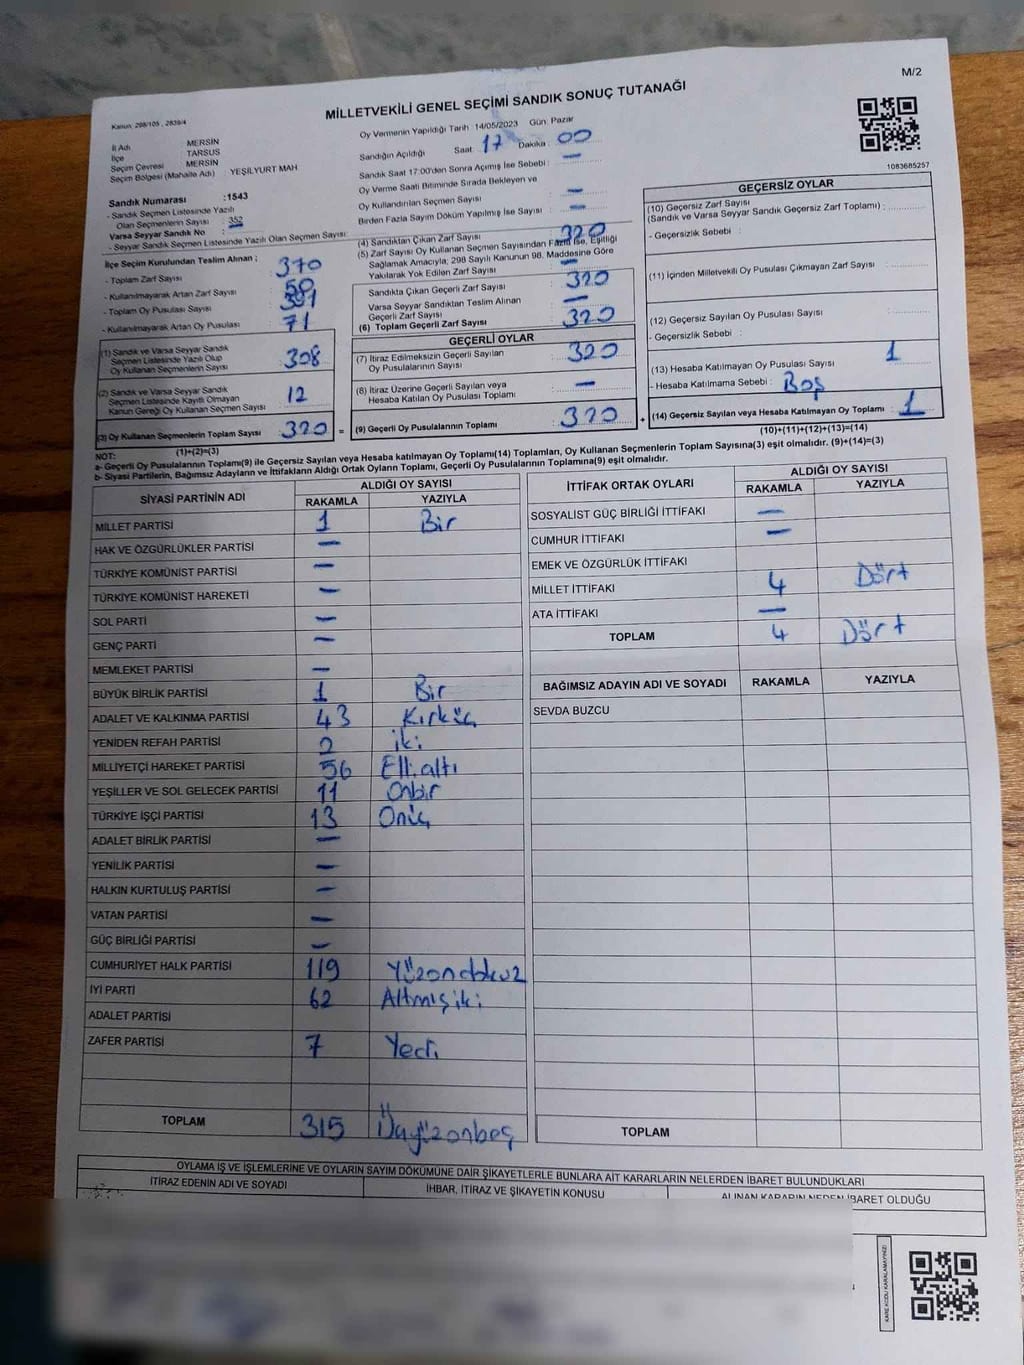 M/2
MİLLETVEKİLİ GENEL SEÇİMİ SANDIK SONUÇ TUTANAĞI
Kanun: 298/105 , 2839/4
Oy Vermenin Yapıldığı Tarih 14/05/2023 Gün: Pazar
İl Adı MERSİN
İlçe TARSUS
Seçim Çevresi MERSİN
Seçim Bölgesi (Mahalle Adı) YEŞİLYURT MAH
Sandık Numarası :1543
- Sandık Seçmen Listesinde Yazılı
Olan Seçmenlerin Sayısı : 352
Varsa Seyyar Sandık No :
- Seyyar Sandık Seçmen Listesinde Yazılı Olan Seçmen Sayısı:
Sandığın Açıldığı Saat : 17 Dakika : 00
Sandık Saat 17:00'den Sonra Açılmış İse Sebebi : —
Oy Verme Saati Bitiminde Sırada Bekleyen ve
Oy Kullandırılan Seçmen Sayısı : —
Birden Fazla Sayım Döküm Yapılmış İse Sayısı : —
1083685257
İlçe Seçim Kurulundan Teslim Alınan ;
- Toplam Zarf Sayısı : 370
- Kullanılmayarak Artan Zarf Sayısı : 50
- Toplam Oy Pusulası Sayısı : 391
- Kullanılmayarak Artan Oy Pusulası : 71
(1) Sandık ve Varsa Seyyar Sandık
Seçmen Listesinde Yazılı Olup
Oy Kullanan Seçmenlerin Sayısı : 308
(2) Sandık ve Varsa Seyyar Sandık
Seçmen Listesinde Kayıtlı Olmayan
Kanun Gereği Oy Kullanan Seçmen Sayısı : 12
(3) Oy Kullanan Seçmenlerin Toplam Sayısı : 320
(1)+(2)=(3)
(4) Sandıktan Çıkan Zarf Sayısı : 320
(5) Zarf Sayısı Oy Kullanan Seçmen Sayısından Fazla İse, Eşitliği
Sağlamak Amacıyla, 298 Sayılı Kanunun 98. Maddesine Göre
Yakılarak Yok Edilen Zarf Sayısı : —
Sandıkta Çıkan Geçerli Zarf Sayısı : 320
Varsa Seyyar Sandıktan Teslim Alınan
Geçerli Zarf Sayısı : —
(6) Toplam Geçerli Zarf Sayısı : 320
GEÇERLİ OYLAR
(7) İtiraz Edilmeksizin Geçerli Sayılan
Oy Pusulalarının Sayısı : 320
(8) İtiraz Üzerine Geçerli Sayılan veya
Hesaba Katılan Oy Pusulası Toplamı : —
= (9) Geçerli Oy Pusulalarının Toplamı : 320 +
GEÇERSİZ OYLAR
(10) Geçersiz Zarf Sayısı
(Sandık ve Varsa Seyyar Sandık Geçersiz Zarf Toplamı) :
- Geçersizlik Sebebi :
(11) İçinden Milletvekili Oy Pusulası Çıkmayan Zarf Sayısı :
(12) Geçersiz Sayılan Oy Pusulası Sayısı :
- Geçersizlik Sebebi :
(13) Hesaba Katılmayan Oy Pusulası Sayısı : 1
- Hesaba Katılmama Sebebi : Boş
(14) Geçersiz Sayılan veya Hesaba Katılmayan Oy Toplamı : 1
(10)+(11)+(12)+(13)=(14)
NOT:
a- Geçerli Oy Pusulalarının Toplamı(9) ile Geçersiz Sayılan veya Hesaba katılmayan Oy Toplamı(14) Toplamları, Oy Kullanan Seçmenlerin Toplam Sayısına(3) eşit olmalıdır. (9)+(14)=(3)
b- Siyasi Partilerin, Bağımsız Adayların ve İttifakların Aldığı Ortak Oyların Toplamı, Geçerli Oy Pusulalarının Toplamına(9) eşit olmalıdır.
SİYASİ PARTİNİN ADI ALDIĞI OY SAYISI
RAKAMLA YAZIYLA
MİLLET PARTİSİ 1 Bir
HAK VE ÖZGÜRLÜKLER PARTİSİ —
TÜRKİYE KOMÜNİST PARTİSİ —
TÜRKİYE KOMÜNİST HAREKETİ —
SOL PARTİ —
GENÇ PARTİ —
MEMLEKET PARTİSİ —
BÜYÜK BİRLİK PARTİSİ 1 Bir
ADALET VE KALKINMA PARTİSİ 43 Kırküç
YENİDEN REFAH PARTİSİ 2 iki
MİLLİYETÇİ HAREKET PARTİSİ 56 Elli altı
YEŞİLLER VE SOL GELECEK PARTİSİ 11 Onbir
TÜRKİYE İŞÇİ PARTİSİ 13 Onüç
ADALET BİRLİK PARTİSİ —
YENİLİK PARTİSİ —
HALKIN KURTULUŞ PARTİSİ —
VATAN PARTİSİ —
GÜÇ BİRLİĞİ PARTİSİ —
CUMHURİYET HALK PARTİSİ 119 Yüzondokuz
İYİ PARTİ 62 Altmışiki
ADALET PARTİSİ
ZAFER PARTİSİ 7 Yedi
TOPLAM 315 Üçyüzonbeş
İTTİFAK ORTAK OYLARI ALDIĞI OY SAYISI
RAKAMLA YAZIYLA
SOSYALİST GÜÇ BİRLİĞİ İTTİFAKI —
CUMHUR İTTİFAKI —
EMEK VE ÖZGÜRLÜK İTTİFAKI
MİLLET İTTİFAKI 4 Dört
ATA İTTİFAKI —
TOPLAM 4 Dört
BAĞIMSIZ ADAYIN ADI VE SOYADI RAKAMLA YAZIYLA
SEVDA BUZCU
TOPLAM
OYLAMA İŞ VE İŞLEMLERİNE VE OYLARIN SAYIM DÖKÜMÜNE DAİR ŞİKAYETLERLE BUNLARA AİT KARARLARIN NELERDEN İBARET BULUNDUKLARI
İTİRAZ EDENİN ADI VE SOYADI İHBAR, İTİRAZ VE ŞİKAYETİN KONUSU ALINAN KARARIN NEDEN İBARET OLDUĞU
KARE KODU KARALAMAYINIZ!